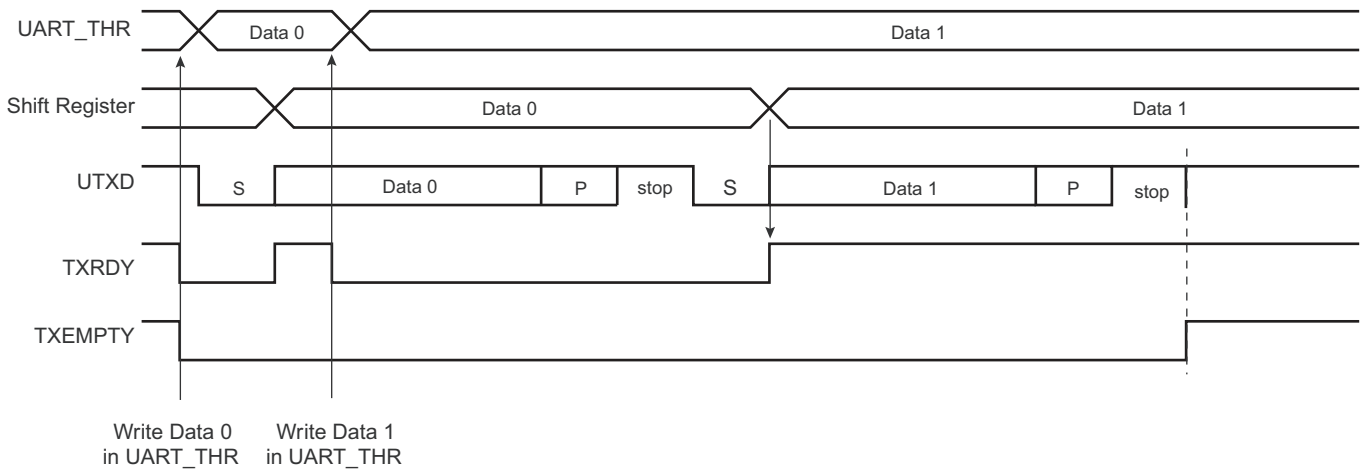 UART_THR
Data 0
Data 1
Shift Register
Data 0
Data 1
UTXD
S
Data 0
P
stop
S
Data 1
P
stop
TXRDY
TXEMPTY
Write Data 0
in UART_THR
Write Data 1
in UART_THR